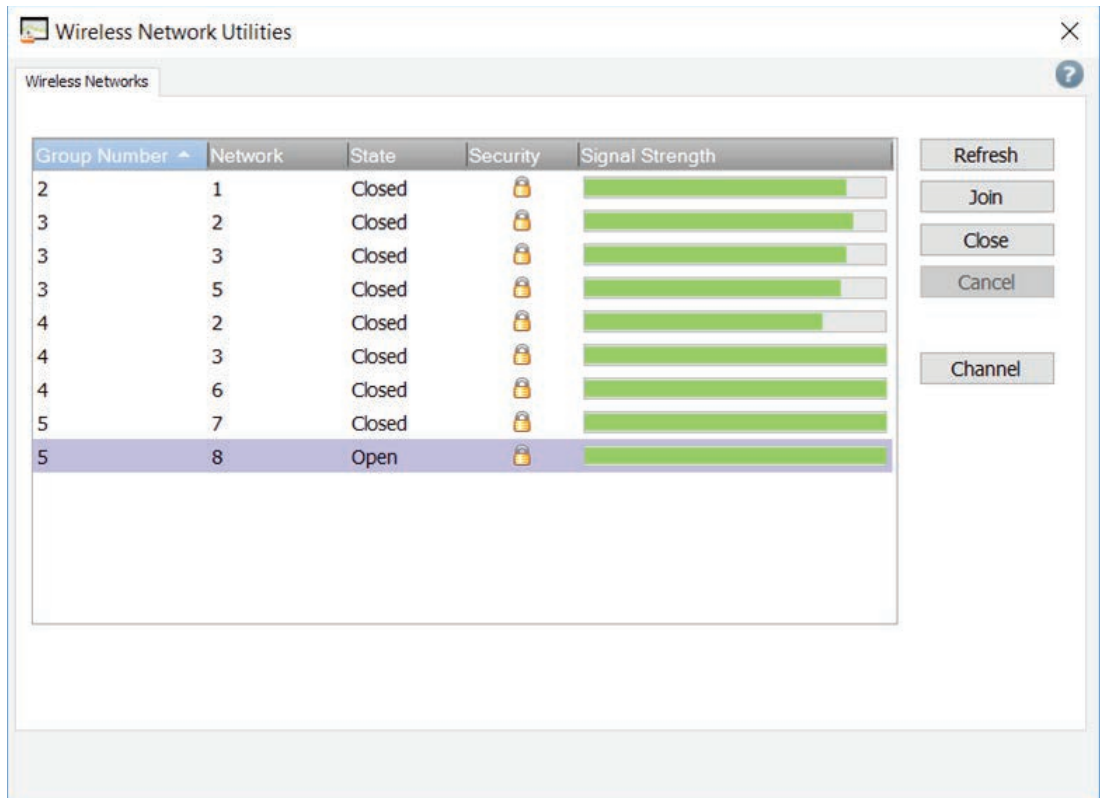 Wireless Network Utilities
Wireless Networks
?
Group Number Network State Security Signal Strength
2 1 Closed
3 2 Closed
3 3 Closed
3 5 Closed
4 2 Closed
4 3 Closed
4 6 Closed
5 7 Closed
5 8 Open
Refresh
Join
Close
Cancel
Channel